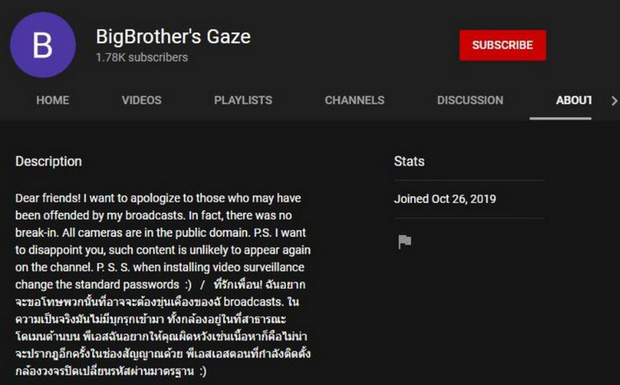 B
BigBrother's Gaze
1.78K subscribers
SUBSCRIBE
HOME
VIDEOS
PLAYLISTS
CHANNELS
DISCUSSION
ABOUT
Description
Dear friends! I want to apologize to those who may have
been offended by my broadcasts. In fact, there was no
break-in. All cameras are in the public domain. P.S. I want
to disappoint you, such content is unlikely to appear again
on the channel. P. S. S. when installing video surveillance
change the standard passwords :) / ที่รักเพื่อน! ฉันอยาก
จะขอโทษพวกนั้นที่อาจจะต้องขุ่นเคืองของฉั broadcasts. ใน
ความเป็นจริงมันไม่มีบุกรุกเข้ามา ทั้งกล้องอยู่ในที่สาธารณะ
โดเมนด้านบน พีเอสฉันอยากให้คุณผิดหวังเช่นเนื้อหาก็คือไม่น่า
จะปรากฏอีกครั้งในช่องสัญญาณด้วย พีเอสเอสตอนที่กำลังติดตั้ง
กล้องวงจรปิดเปลี่ยนรหัสผ่านมาตรฐาน :)
Stats
Joined Oct 26, 2019